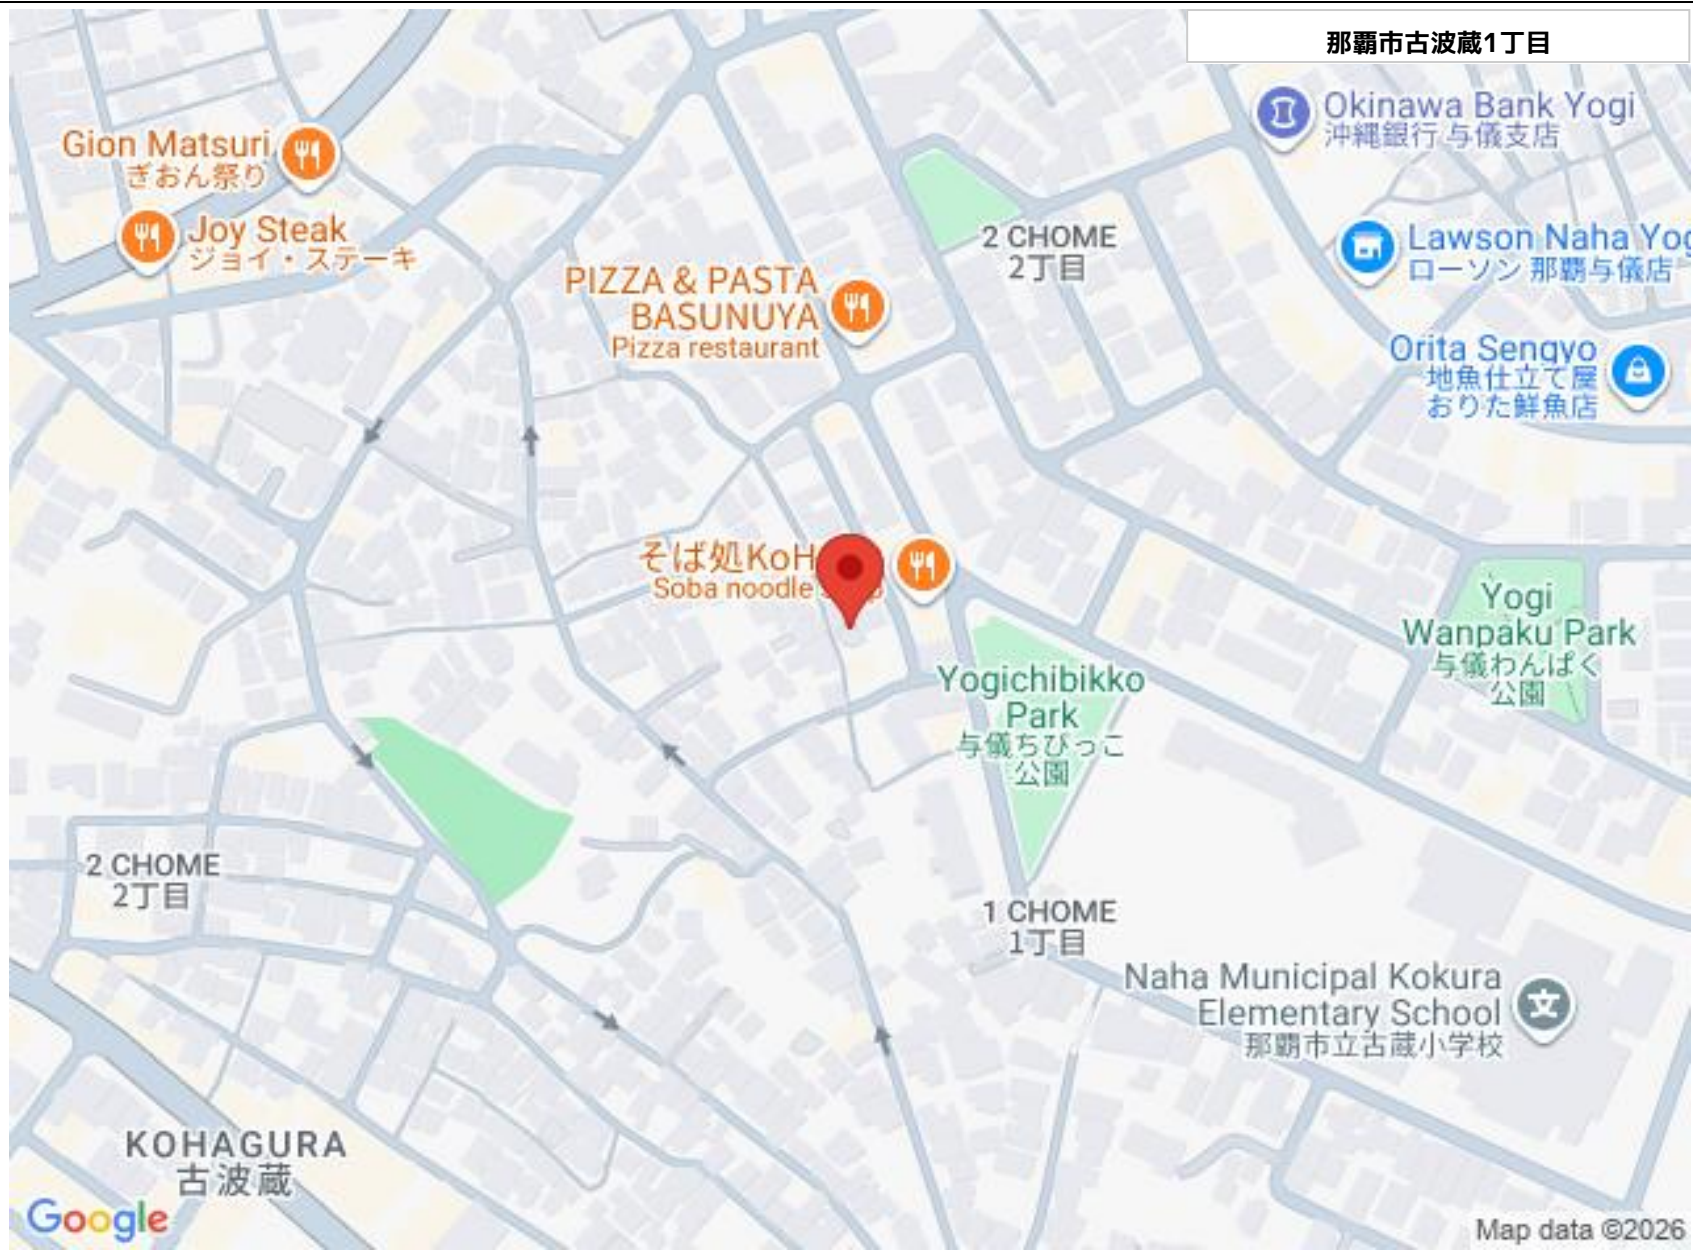 那覇市古波蔵1丁目
Okinawa Bank Yogi
沖縄銀行 与儀支店
Gion Matsuri
ぎおん祭り
Joy Steak
ジョイ・ステーキ
2 CHOME
2丁目
Lawson Naha Yog
ローソン 那覇与儀店
PIZZA & PASTA
BASUNUYA
Pizza restaurant
Orita Sengyo
地魚仕立て屋
おりた鮮魚店
そば処KoH
Soba noodle
Yogi
Wanpaku Park
与儀わんぱく
公園
Yogichibikko
Park
与儀ちびっこ
公園
2 CHOME
2丁目
1 CHOME
1丁目
Naha Municipal Kokura
Elementary School
那覇市立古蔵小学校
KOHAGURA
古波蔵
Google
Map data ©2026